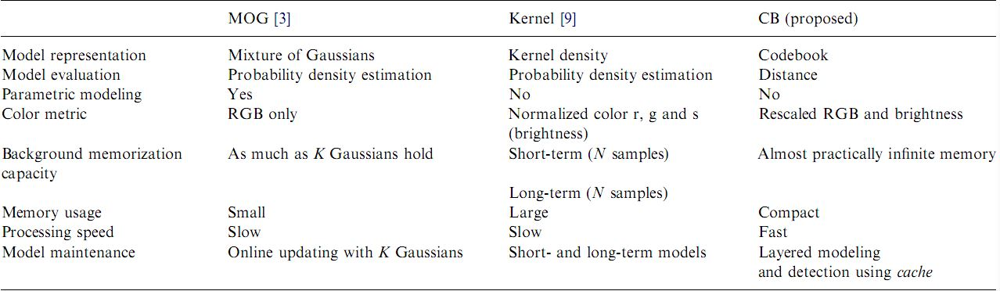 MOG [3] Kernel [9] CB (proposed)
Model representation Mixture of Gaussians Kernel density Codebook
Model evaluation Probability density estimation Probability density estimation Distance
Parametric modeling Yes No No
Color metric RGB only Normalized color r, g and s Rescaled RGB and brightness
(brightness)
Background memorization As much as K Gaussians hold Short-term (N samples) Almost practically infinite memory
capacity
Long-term (N samples)
Memory usage Small Large Compact
Processing speed Slow Slow Fast
Model maintenance Online updating with K Gaussians Short- and long-term models Layered modeling
and detection using cache